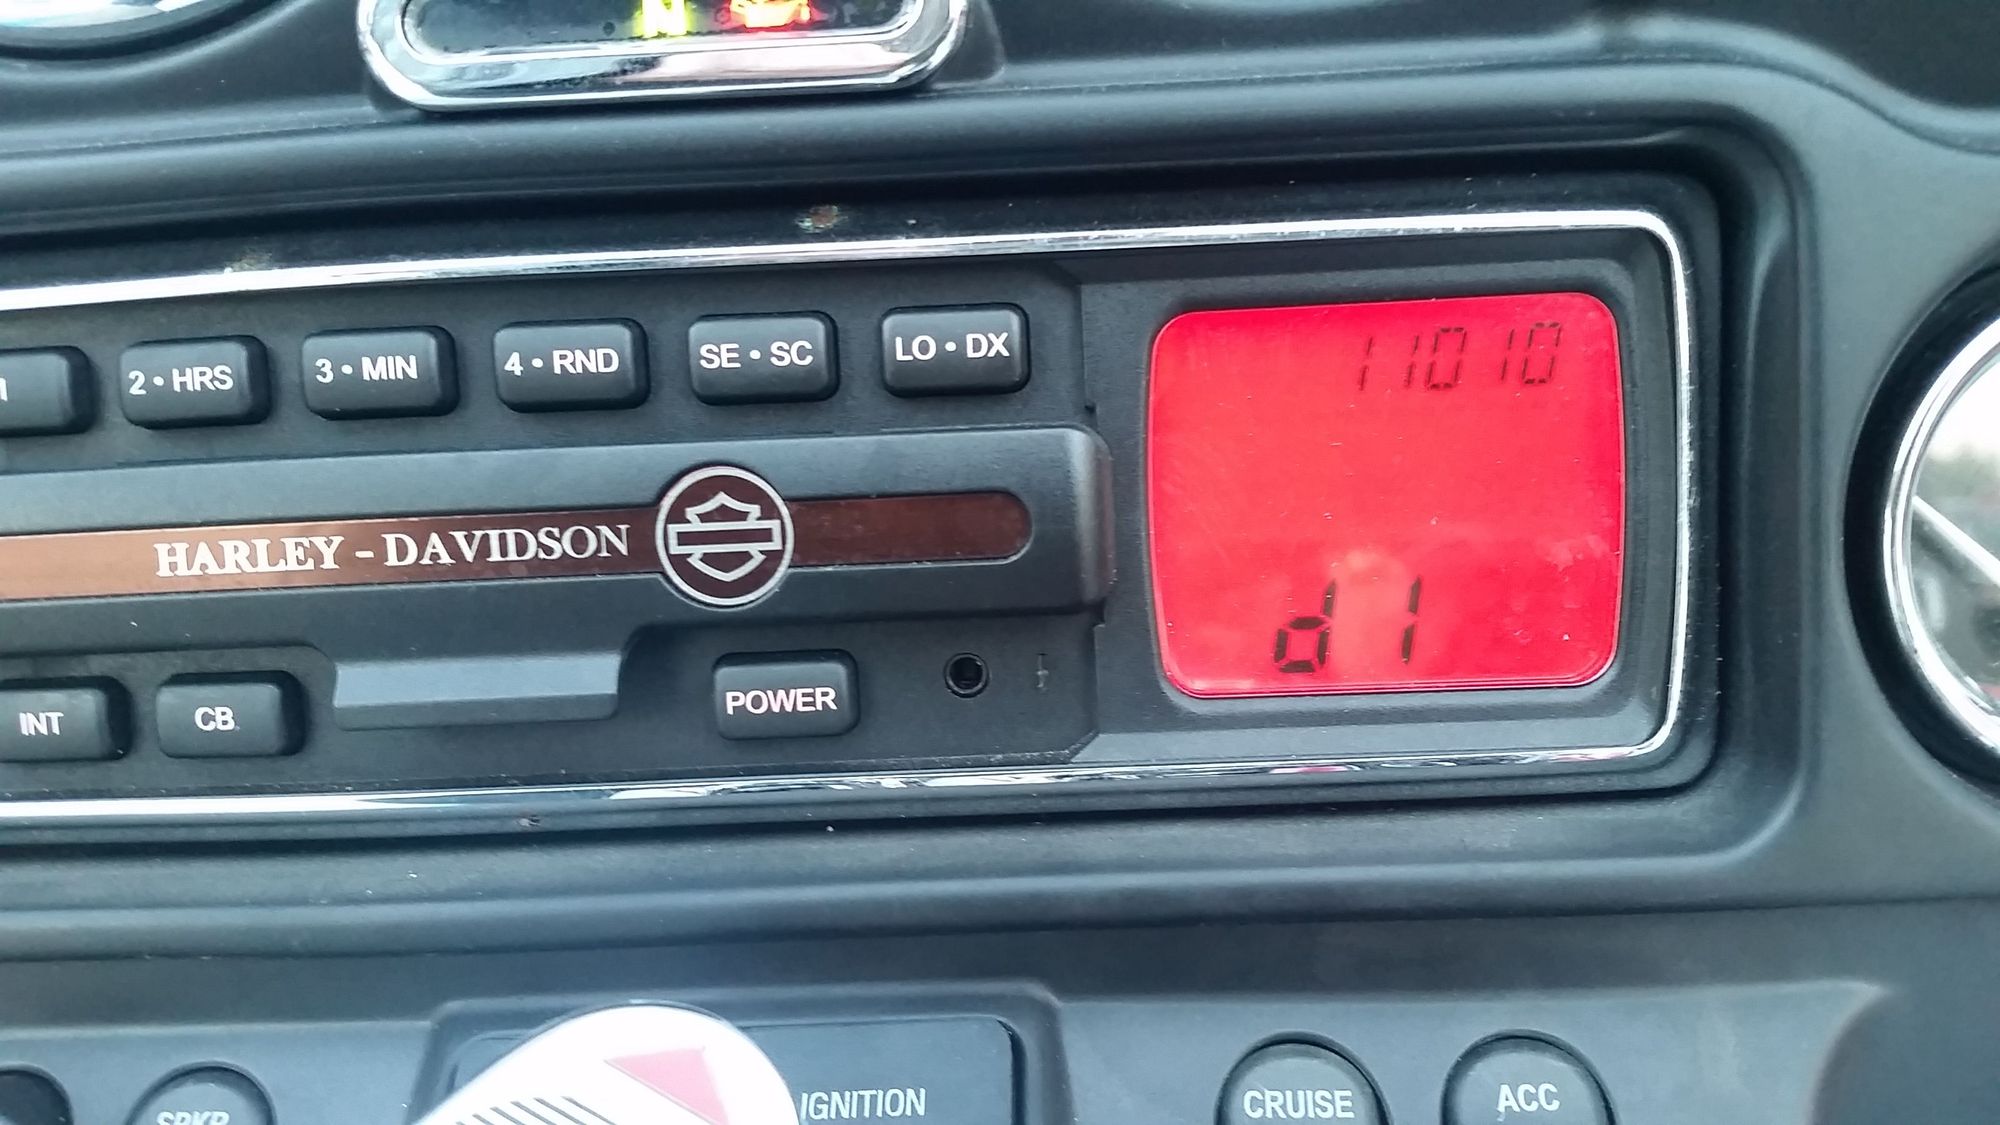 N
2 • HRS
3 • MIN
4 • RND
SE • SC
LO • DX
11010
HARLEY - DAVIDSON
d1
INT
CB
POWER
SPKR
IGNITION
CRUISE
ACC